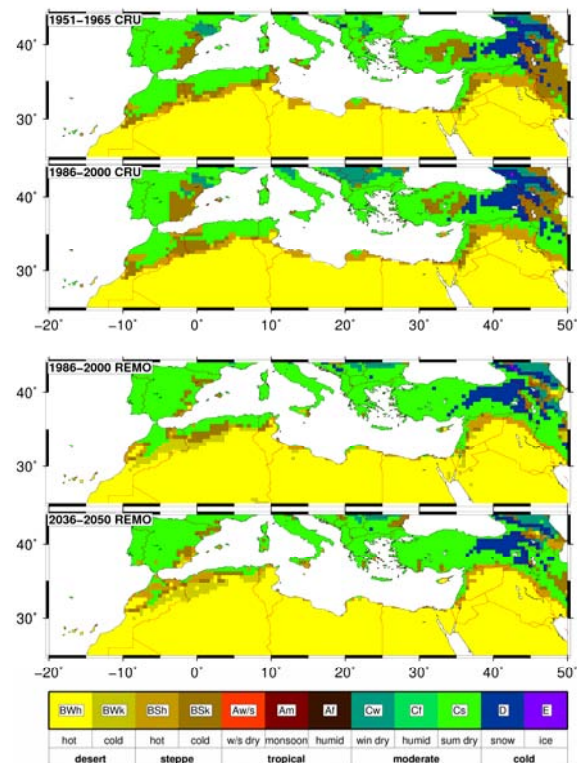 1951−1965 CRU
40˚
30˚
1986−2000 CRU
40˚
30˚
−20˚ −10˚ 0˚ 10˚ 20˚ 30˚ 40˚ 50˚
1986−2000 REMO
40˚
30˚
2036−2050 REMO
40˚
30˚
−20˚ −10˚ 0˚ 10˚ 20˚ 30˚ 40˚ 50˚
BWh BWk BSh BSk Aw/s Am Af Cw Cf Cs D E
hot cold hot cold w/s dry monsoon humid win dry humid sum dry snow ice
desert steppe tropical moderate cold